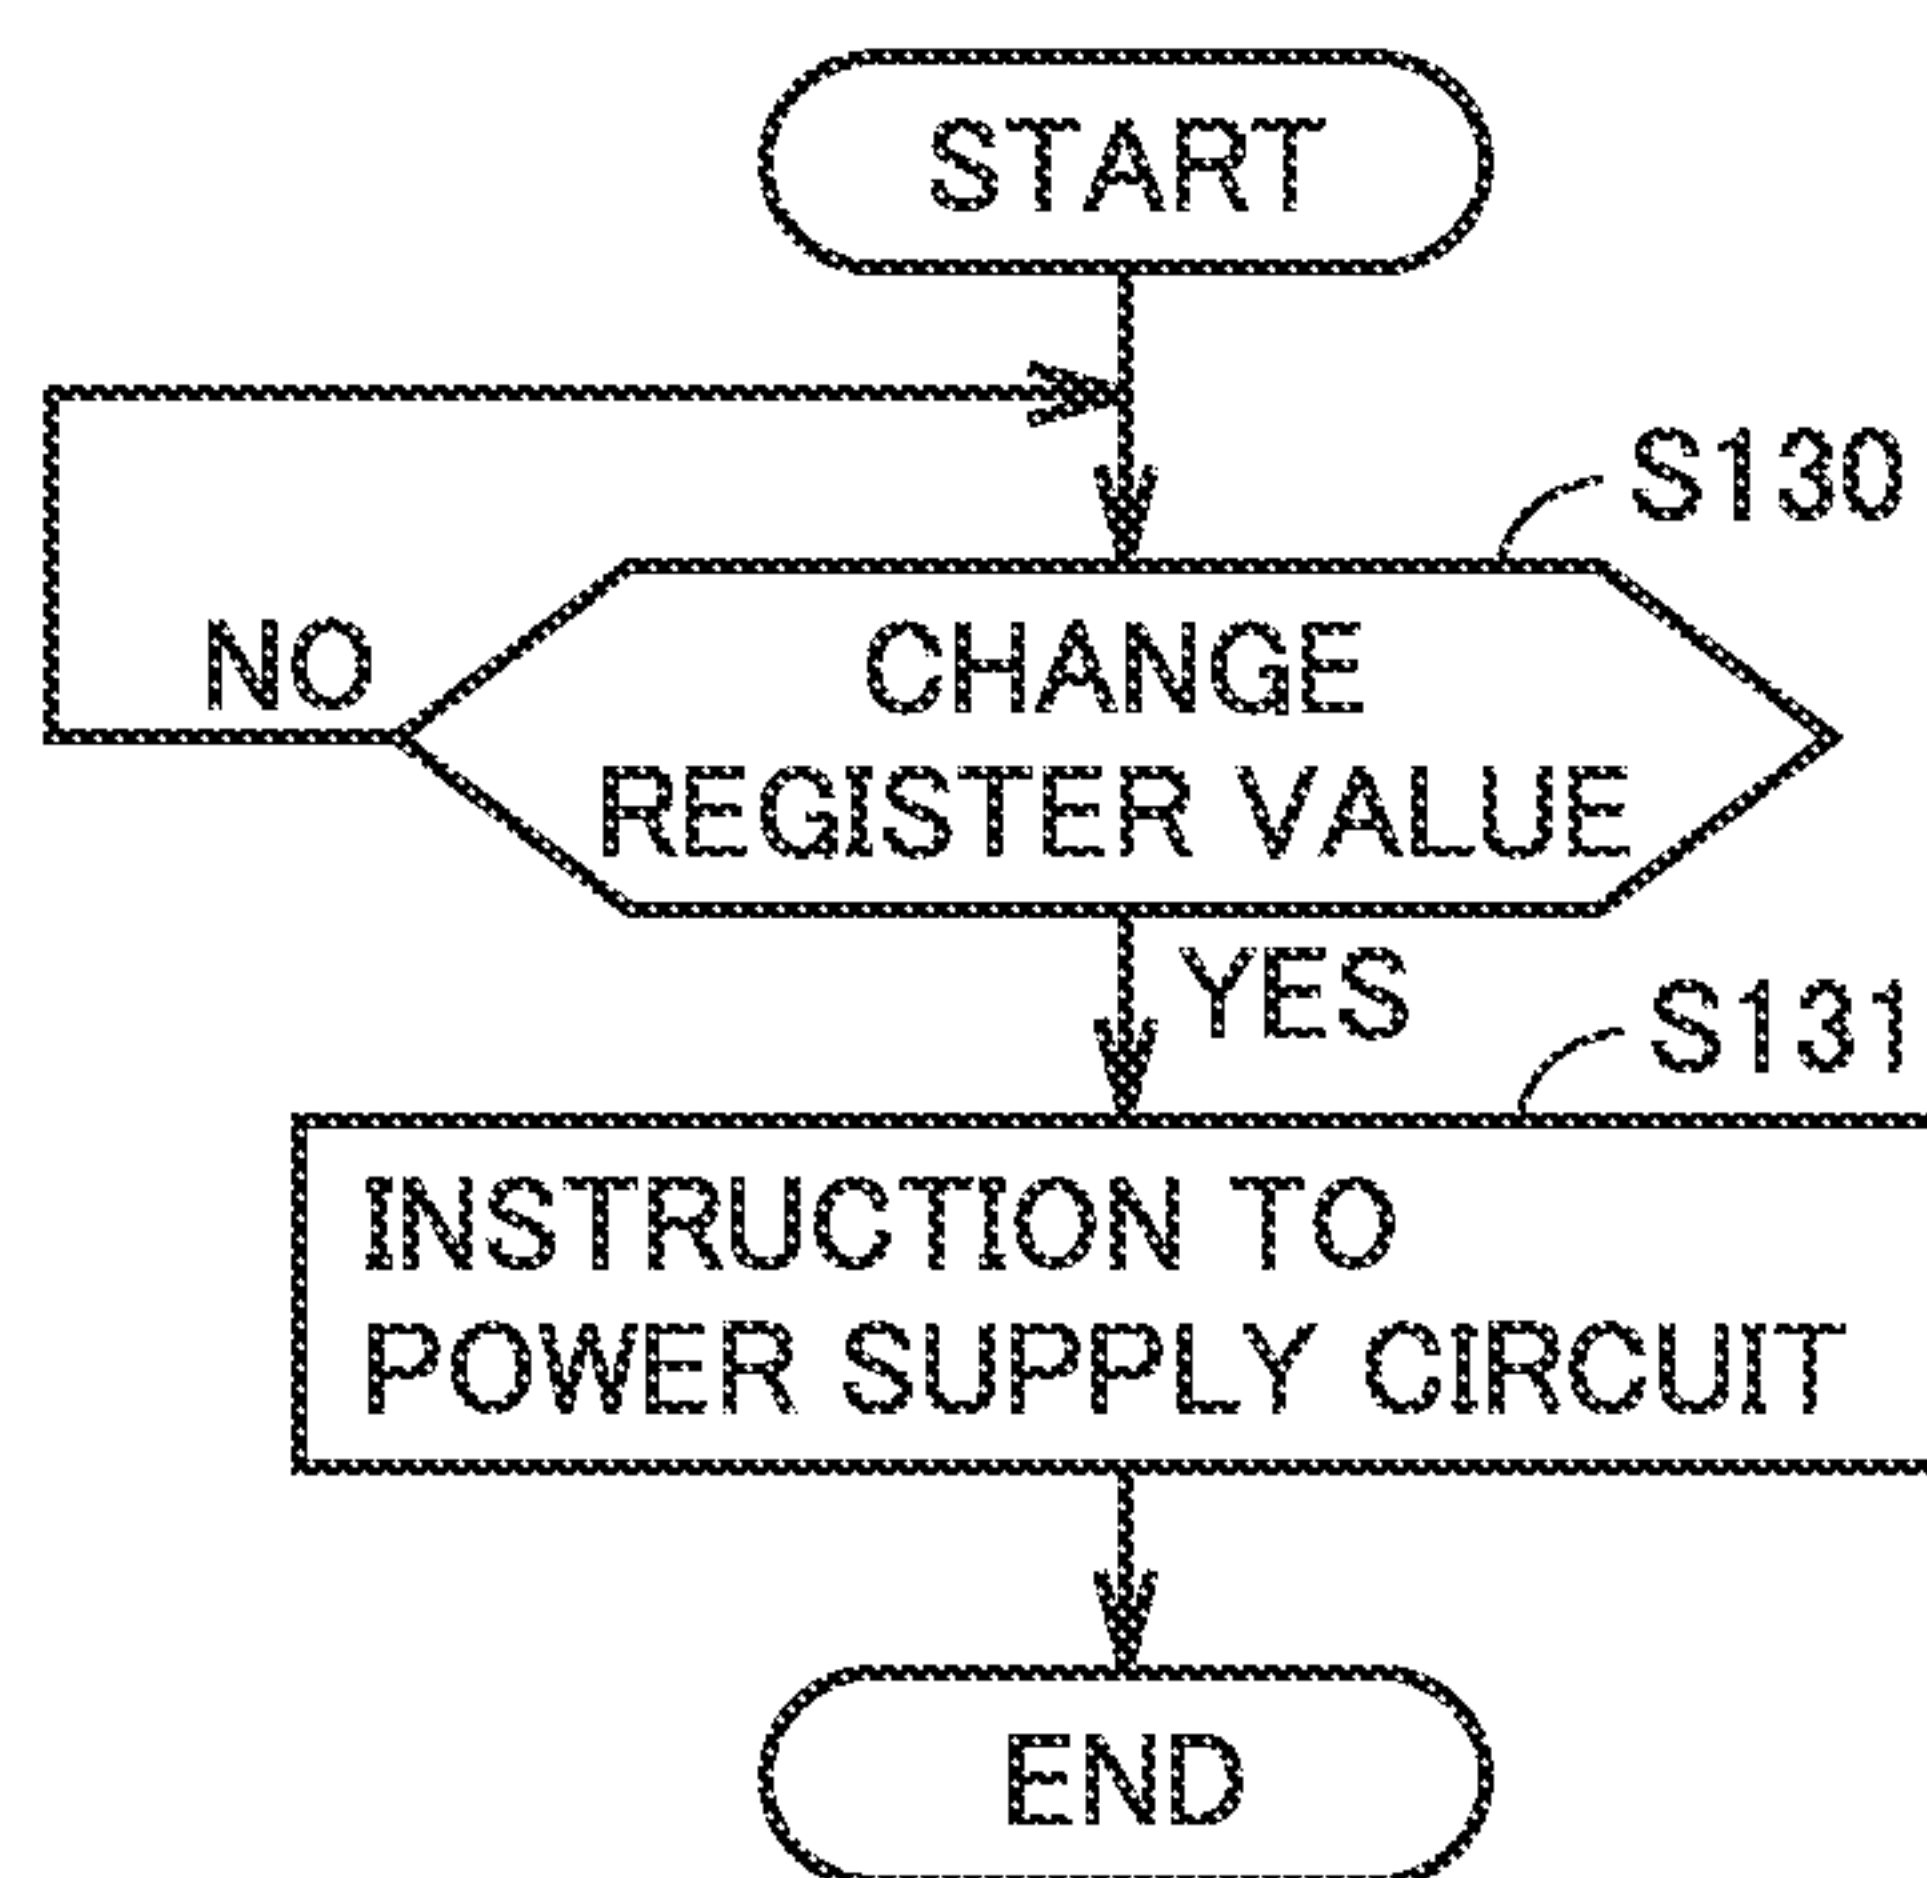 START
S130
NO
CHANGE
REGISTER VALUE
YES
S131
INSTRUCTION TO
POWER SUPPLY CIRCUIT
END